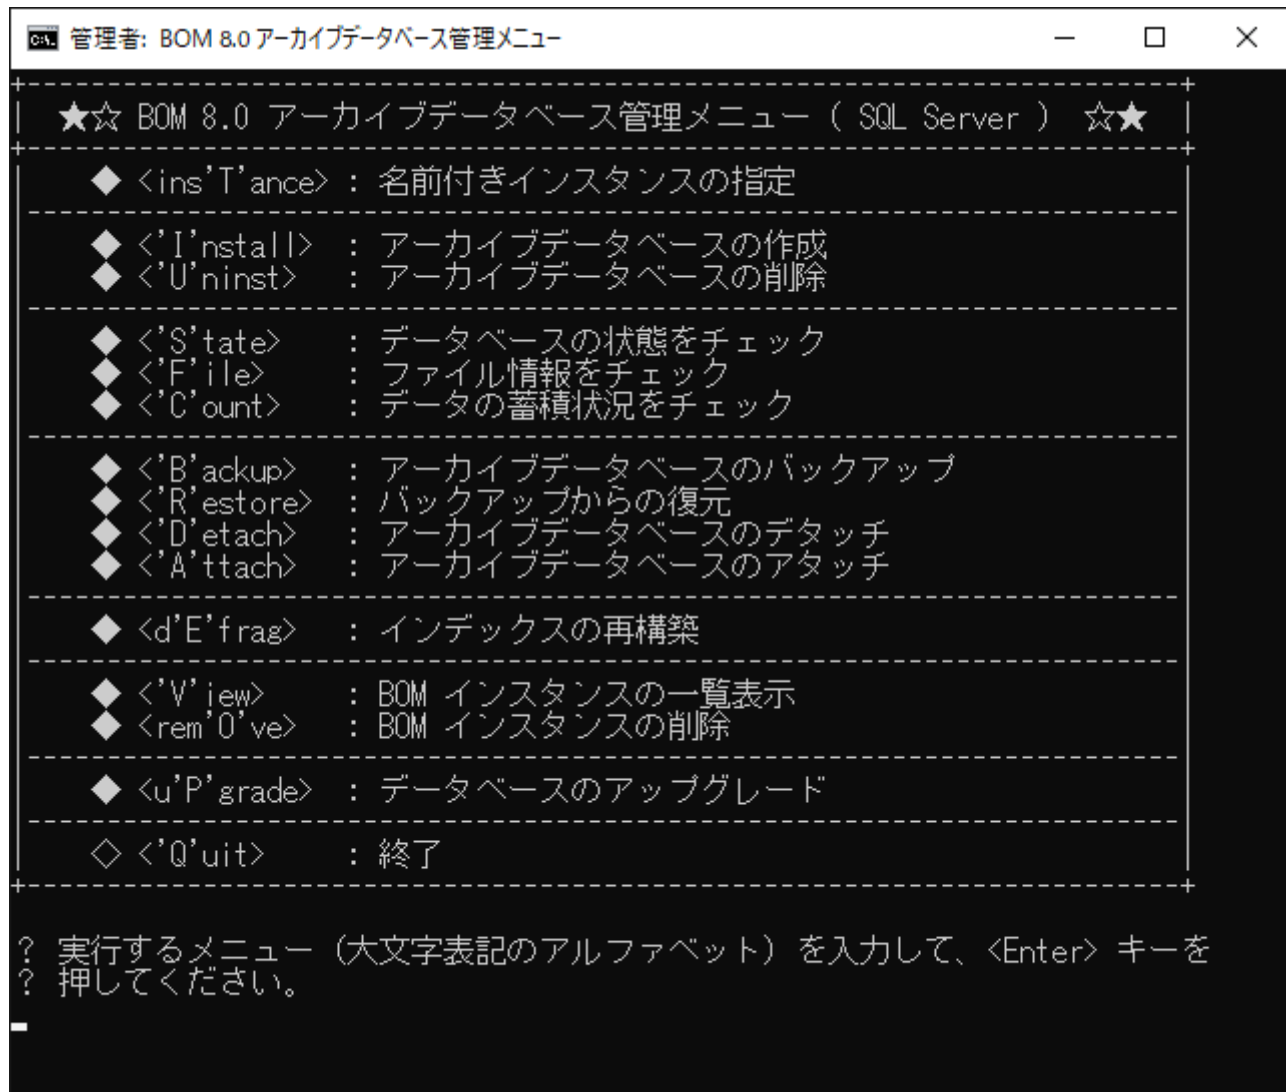 管理者: BOM 8.0 アーカイブデータベース管理メニュー
★☆ BOM 8.0 アーカイブデータベース管理メニュー ( SQL Server ) ☆★
◆ <ins'T'ance> : 名前付きインスタンスの指定
◆ <'I'nstall> : アーカイブデータベースの作成
◆ <'U'ninst> : アーカイブデータベースの削除
◆ <'S'tate> : データベースの状態をチェック
◆ <'F'ile> : ファイル情報をチェック
◆ <'C'ount> : データの蓄積状況をチェック
◆ <'B'ackup> : アーカイブデータベースのバックアップ
◆ <'R'estore> : バックアップからの復元
◆ <'D'etach> : アーカイブデータベースのデタッチ
◆ <'A'ttach> : アーカイブデータベースのアタッチ
◆ <d'E'frag> : インデックスの再構築
◆ <'V'iew> : BOM インスタンスの一覧表示
◆ <rem'O've> : BOM インスタンスの削除
◆ <u'P'grade> : データベースのアップグレード
◇ <'Q'uit> : 終了
? 実行するメニュー（大文字表記のアルファベット）を入力して、<Enter> キーを
? 押してください。